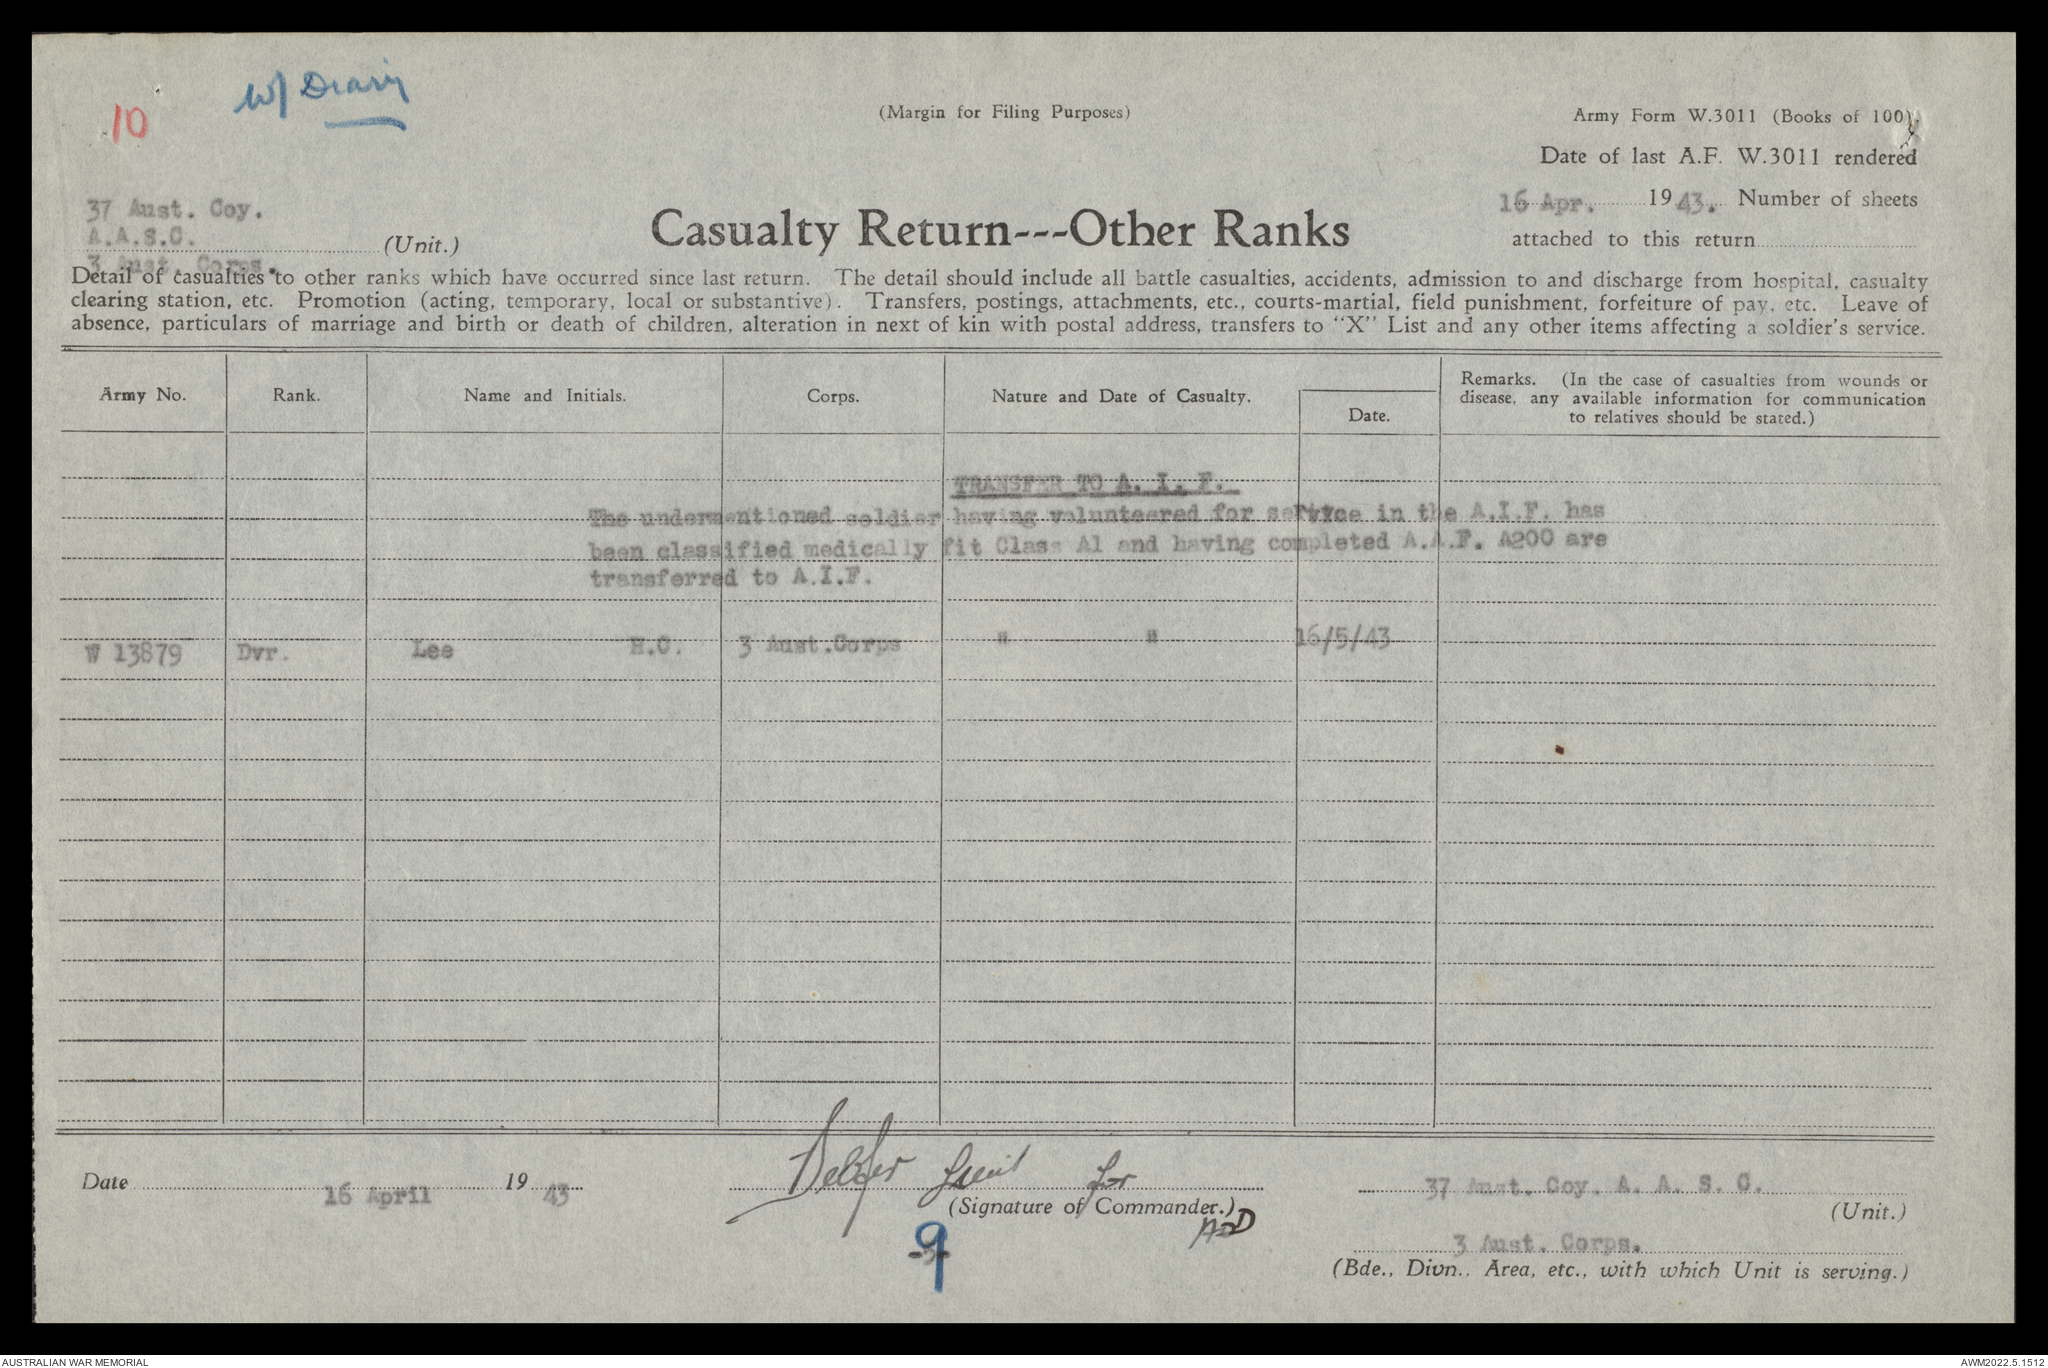 10
W/ Diary
(Margin for Filing Purposes)
Army Form W.3011 (Books of 100).
Date of last A.F. W.3011 rendered
16 Apr. 1943. Number of sheets
attached to this return
37 Aust. Coy.
A.A.S.C.
(Unit.)
3 Aust. Corps.
Casualty Return---Other Ranks
Detail of casualties to other ranks which have occurred since last return. The detail should include all battle casualties, accidents, admission to and discharge from hospital, casualty
clearing station, etc. Promotion (acting, temporary, local or substantive). Transfers, postings, attachments, etc., courts-martial, field punishment, forfeiture of pay, etc. Leave of
absence, particulars of marriage and birth or death of children, alteration in next of kin with postal address, transfers to "X" List and any other items affecting a soldier's service.
Army No. Rank. Name and Initials. Corps. Nature and Date of Casualty. Date.
Remarks. (In the case of casualties from wounds or
disease, any available information for communication
to relatives should be stated.)
TRANSFER TO A. I. F.
The undermentioned soldier having volunteered for service in the A.I.F. has
been classified medically fit Class A1 and having completed A.A.F. A200 are
transferred to A.I.F.
W 13879 Dvr. Lee H.C. 3 Aust.Corps " " 16/5/43
Date 16 April 1943
Lieut for
(Signature of Commander.)
37 Aust. Coy. A. A. S. C.
(Unit.)
9
3 Aust. Corps.
(Bde., Divn., Area, etc., with which Unit is serving.)
AUSTRALIAN WAR MEMORIAL
AWM2022.5.1512